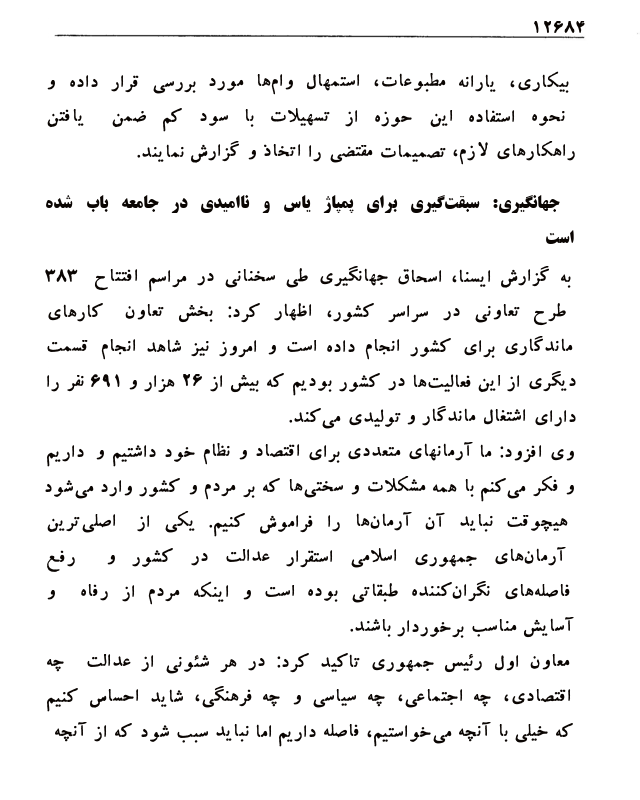 ۱۲۶۸۴
بیکاری، یارانه مطبوعات، استمهال وام‌ها مورد بررسی قرار داده و
نحوه استفاده این حوزه از تسهیلات با سود کم ضمن یافتن
راهکارهای لازم، تصمیمات مقتضی را اتخاذ و گزارش نمایند.
جهانگیری: سبقت‌گیری برای پمپاژ یاس و ناامیدی در جامعه باب شده
است
به گزارش ایسنا، اسحاق جهانگیری طی سخنانی در مراسم افتتاح ۳۸۳
طرح تعاونی در سراسر کشور، اظهار کرد: بخش تعاون کارهای
ماندگاری برای کشور انجام داده است و امروز نیز شاهد انجام قسمت
دیگری از این فعالیت‌ها در کشور بودیم که بیش از ۲۶ هزار و ۶۹۱ نفر را
دارای اشتغال ماندگار و تولیدی می‌کند.
وی افزود: ما آرمانهای متعددی برای اقتصاد و نظام خود داشتیم و داریم
و فکر می‌کنم با همه مشکلات و سختی‌ها که بر مردم و کشور وارد می‌شود
هیچوقت نباید آن آرمان‌ها را فراموش کنیم. یکی از اصلی‌ترین
آرمان‌های جمهوری اسلامی استقرار عدالت در کشور و رفع
فاصله‌های نگران‌کننده طبقاتی بوده است و اینکه مردم از رفاه و
آسایش مناسب برخوردار باشند.
معاون اول رئیس جمهوری تاکید کرد: در هر شئونی از عدالت چه
اقتصادی، چه اجتماعی، چه سیاسی و چه فرهنگی، شاید احساس کنیم
که خیلی با آنچه می‌خواستیم، فاصله داریم اما نباید سبب شود که از آنچه